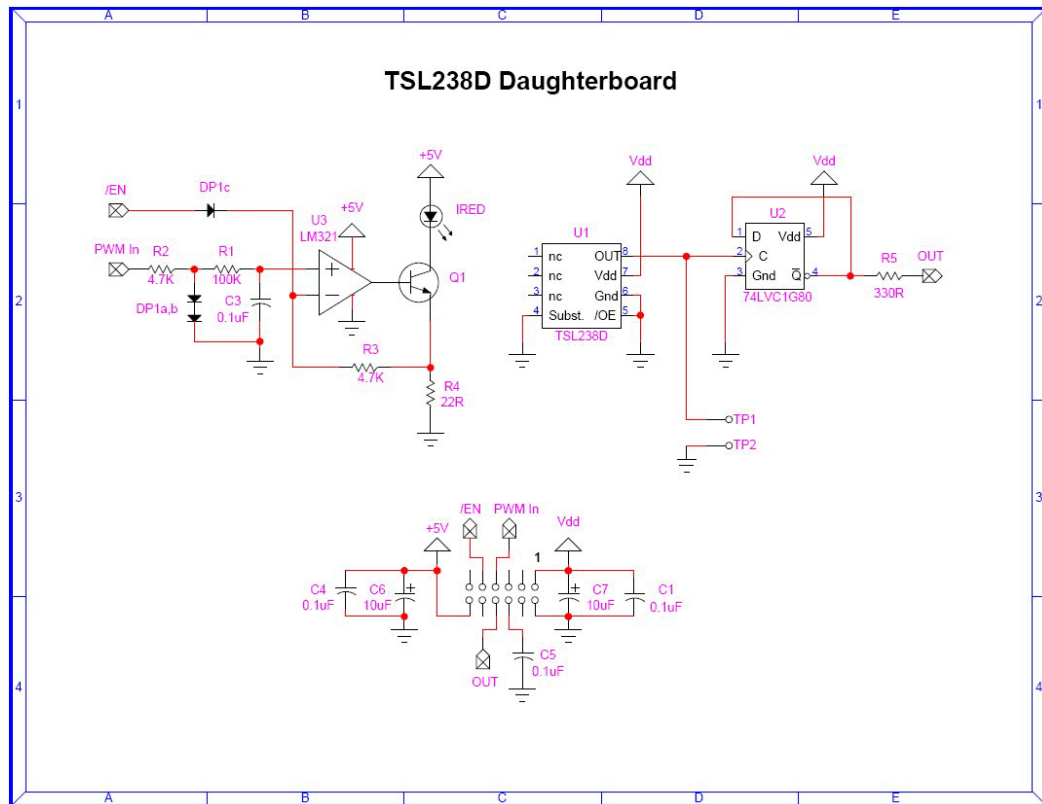 A B C D E
TSL238D Daughterboard
1 1
+5V Vdd Vdd
/EN DP1c
+5V IRED
U3
LM321
U1 U2
PWM In R2 R1
4.7K 100K
Q1
1 nc OUT 8
2 nc Vdd 7
3 nc Gnd 6
4 Subst. /OE 5
TSL238D
1 D Vdd 5
2 C
3 Gnd Q 4
74LVC1G80
R5 OUT
330R
2 2
DP1a,b
C3
0.1uF
R3
4.7K
R4
22R
TP1
TP2
3 3
/EN PWM In
+5V Vdd
1
C4 C6 C7 C1
0.1uF 10uF 10uF 0.1uF
C5
0.1uF
OUT
4 4
A B C D E